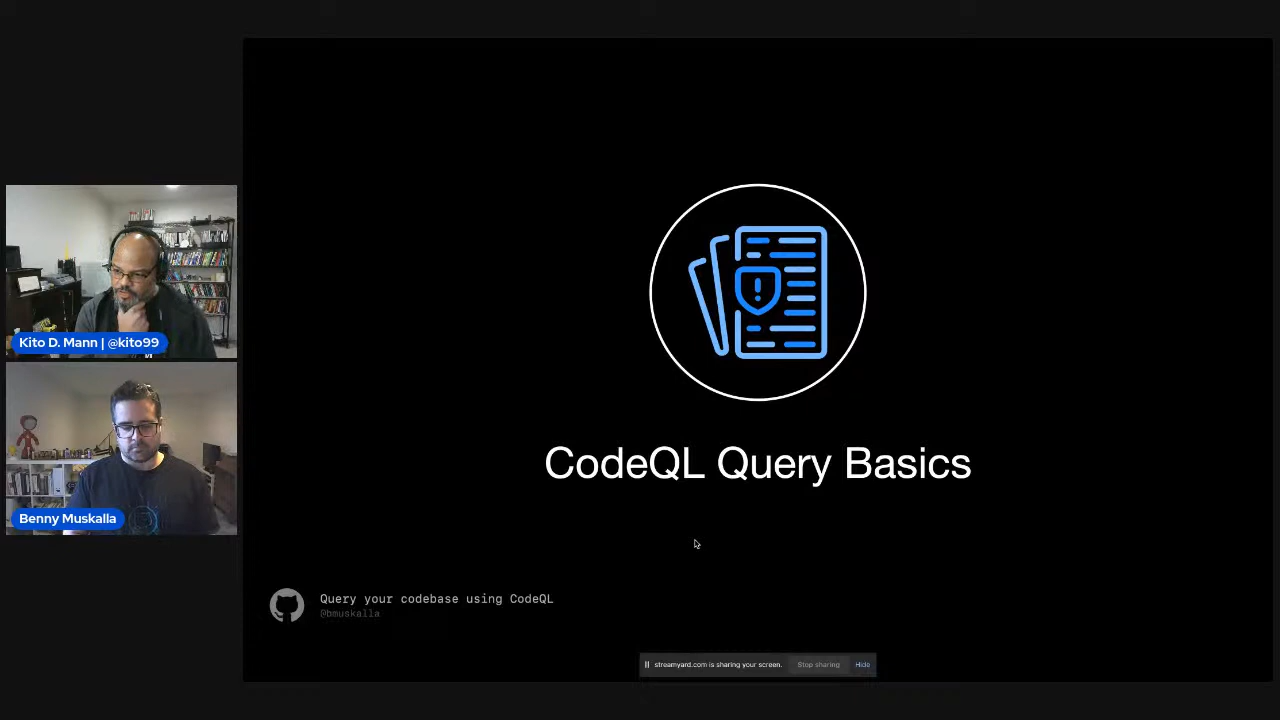 Kito D. Mann | @kito99
Benny Muskalla
CodeQL Query Basics
Query your codebase using CodeQL
@bmuskalla
streamyard.com is sharing your screen.
Stop sharing
Hide